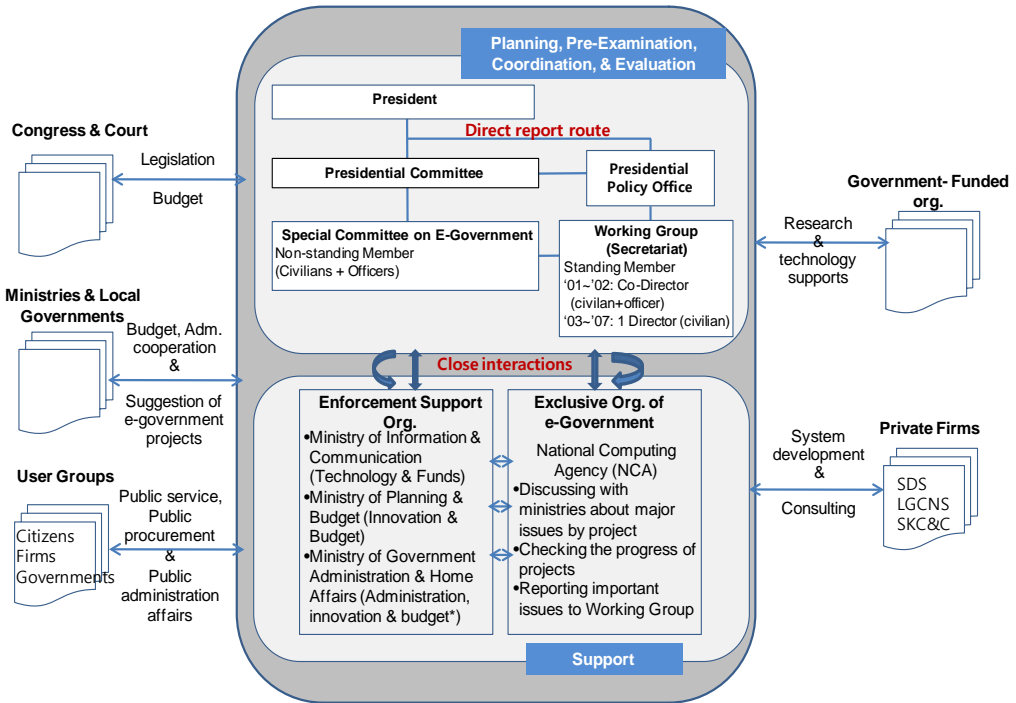 Planning, Pre-Examination,
Coordination, & Evaluation
President
Direct report route
Presidential Committee
Presidential
Policy Office
Special Committee on E-Government
Non-standing Member
(Civilians + Officers)
Working Group
(Secretariat)
Standing Member
‘01~’02: Co-Director
(civilan+officer)
‘03~’07: 1 Director (civilian)
Congress & Court
Legislation
Budget
Ministries & Local
Governments
Budget, Adm.
cooperation
&
Suggestion of
e-government
projects
User Groups
Citizens
Firms
Governments
Public service,
Public
procurement
&
Public
administration
affairs
Government- Funded
org.
Research
&
technology
supports
Private Firms
SDS
LGCNS
SKC&C
System
development
&
Consulting
Close interactions
Enforcement Support
Org.
•Ministry of Information &
Communication
(Technology & Funds)
•Ministry of Planning &
Budget (Innovation &
Budget)
•Ministry of Government
Administration & Home
Affairs (Administration,
innovation & budget*)
Exclusive Org. of
e-Government
National Computing
Agency (NCA)
•Discussing with
ministries about major
issues by project
•Checking the progress of
projects
•Reporting important
issues to Working Group
Support